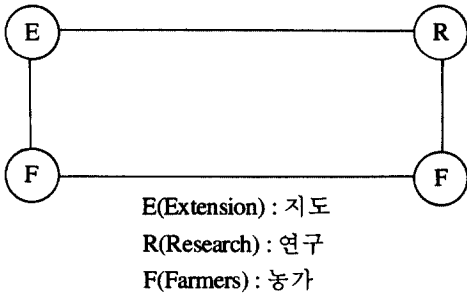 E R
F F
E(Extension) : 지도
R(Research) : 연구
F(Farmers) : 농가